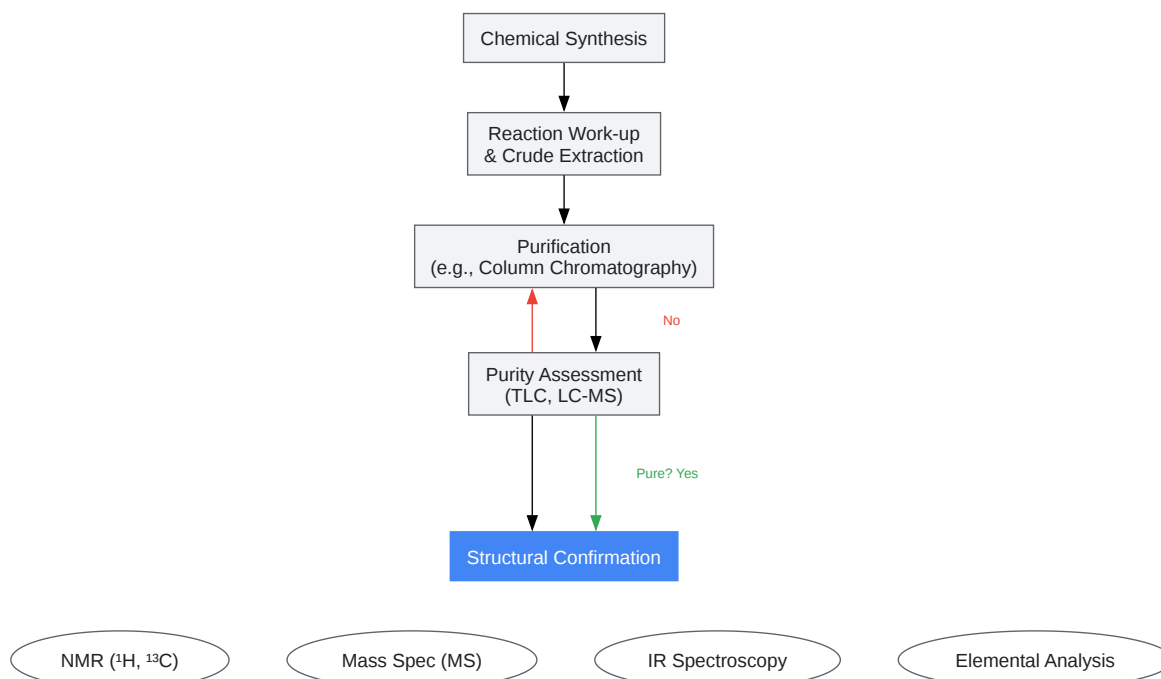 Chemical Synthesis
Reaction Work-up
& Crude Extraction
Purification
(e.g., Column Chromatography)
No
Purity Assessment
(TLC, LC-MS)
Pure? Yes
Structural Confirmation
NMR (¹H, ¹³C)
Mass Spec (MS)
IR Spectroscopy
Elemental Analysis